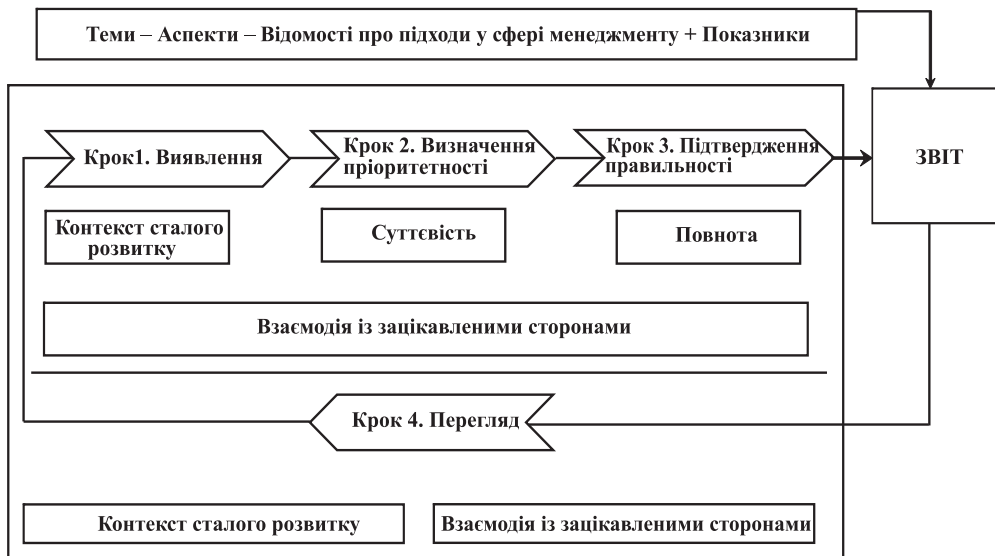 Теми – Аспекти – Відомості про підходи у сфері менеджменту + Показники
Крок1. Виявлення
Крок 2. Визначення
пріоритетності
Крок 3. Підтвердження
правильності
ЗВІТ
Контекст сталого
розвитку
Суттєвість
Повнота
Взаємодія із зацікавленими сторонами
Крок 4. Перегляд
Контекст сталого розвитку
Взаємодія із зацікавленими сторонами